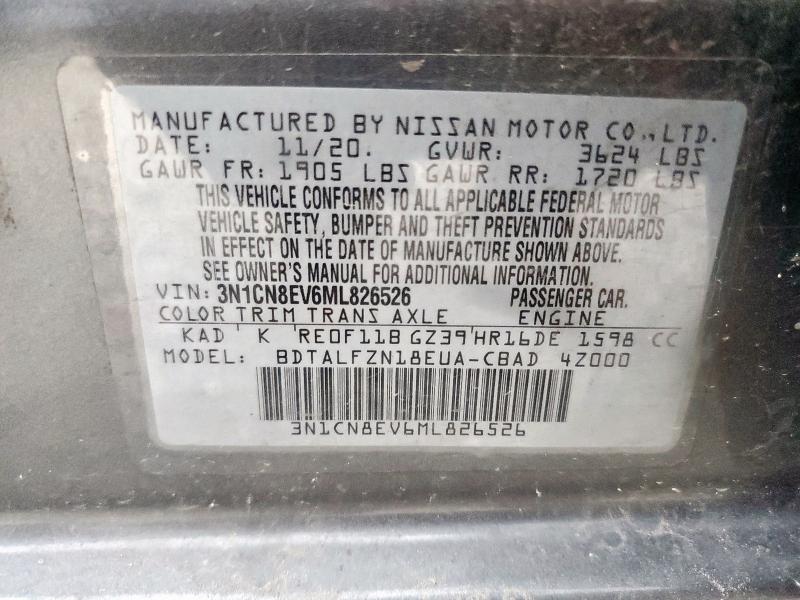 MANUFACTURED BY NISSAN MOTOR CO., LTD.
DATE: 11/20. GVWR: 3624 LBS
GAWR FR: 1905 LBS GAWR RR: 1720 LBS
THIS VEHICLE CONFORMS TO ALL APPLICABLE FEDERAL MOTOR
VEHICLE SAFETY, BUMPER AND THEFT PREVENTION STANDARDS
IN EFFECT ON THE DATE OF MANUFACTURE SHOWN ABOVE.
SEE OWNER'S MANUAL FOR ADDITIONAL INFORMATION.
VIN: 3N1CN8EV6ML826526 PASSENGER CAR.
COLOR TRIM TRANS AXLE ENGINE
KAD K RE0F11B GZ39 HR16DE 1598 CC
MODEL: BDTALFZN18EUA-CBAD 4Z000
3N1CN8EV6ML826526